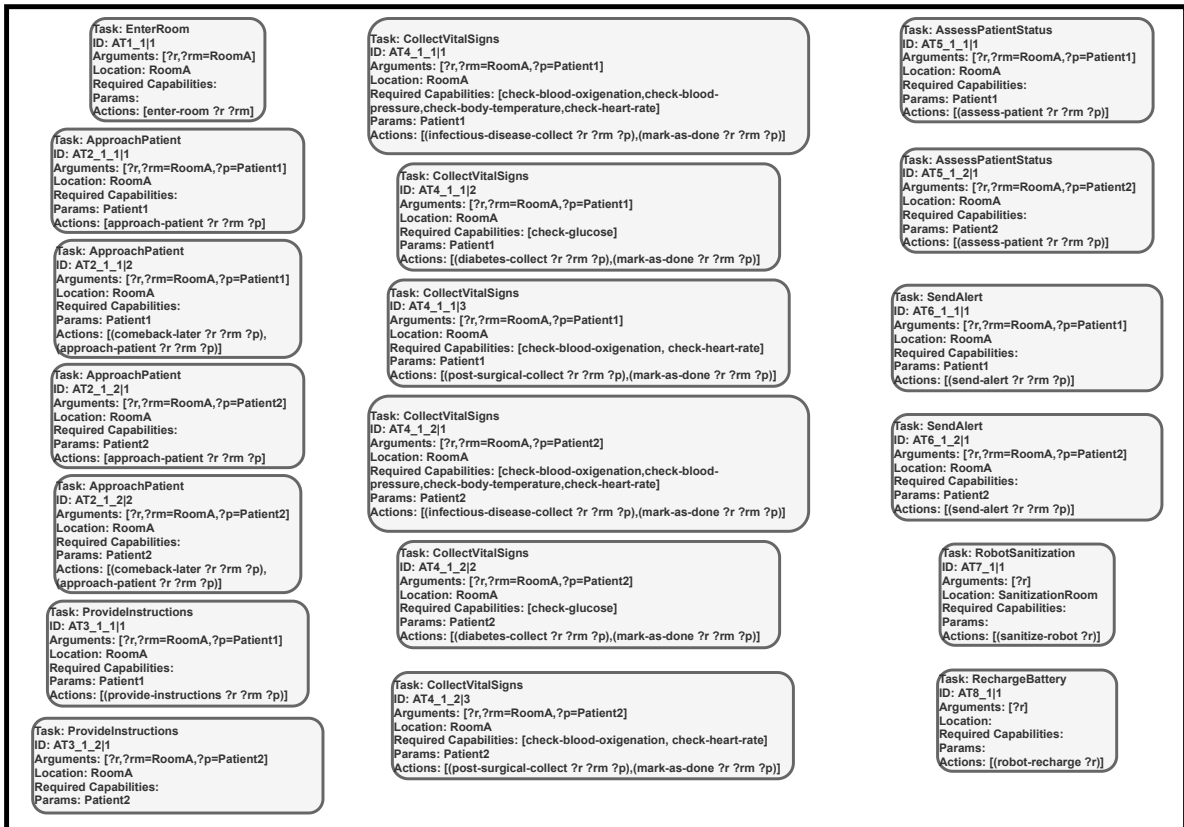 Task: EnterRoom
ID: AT1_1|1
Arguments: [?r,?rm=RoomA]
Location: RoomA
Required Capabilities:
Params:
Actions: [enter-room ?r ?rm]
Task: ApproachPatient
ID: AT2_1_1|1
Arguments: [?r,?rm=RoomA,?p=Patient1]
Location: RoomA
Required Capabilities:
Params: Patient1
Actions: [approach-patient ?r ?rm ?p]
Task: ApproachPatient
ID: AT2_1_1|2
Arguments: [?r,?rm=RoomA,?p=Patient1]
Location: RoomA
Required Capabilities:
Params: Patient1
Actions: [(comeback-later ?r ?rm ?p),
(approach-patient ?r ?rm ?p)]
Task: ApproachPatient
ID: AT2_1_2|1
Arguments: [?r,?rm=RoomA,?p=Patient2]
Location: RoomA
Required Capabilities:
Params: Patient2
Actions: [approach-patient ?r ?rm ?p]
Task: ApproachPatient
ID: AT2_1_2|2
Arguments: [?r,?rm=RoomA,?p=Patient2]
Location: RoomA
Required Capabilities:
Params: Patient2
Actions: [(comeback-later ?r ?rm ?p),
(approach-patient ?r ?rm ?p)]
Task: ProvideInstructions
ID: AT3_1_1|1
Arguments: [?r,?rm=RoomA,?p=Patient1]
Location: RoomA
Required Capabilities:
Params: Patient1
Actions: [(provide-instructions ?r ?rm ?p)]
Task: ProvideInstructions
ID: AT3_1_2|1
Arguments: [?r,?rm=RoomA,?p=Patient2]
Location: RoomA
Required Capabilities:
Params: Patient2
Task: CollectVitalSigns
ID: AT4_1_1|1
Arguments: [?r,?rm=RoomA,?p=Patient1]
Location: RoomA
Required Capabilities: [check-blood-oxigenation,check-blood-
pressure,check-body-temperature,check-heart-rate]
Params: Patient1
Actions: [(infectious-disease-collect ?r ?rm ?p),(mark-as-done ?r ?rm ?p)]
Task: CollectVitalSigns
ID: AT4_1_1|2
Arguments: [?r,?rm=RoomA,?p=Patient1]
Location: RoomA
Required Capabilities: [check-glucose]
Params: Patient1
Actions: [(diabetes-collect ?r ?rm ?p),(mark-as-done ?r ?rm ?p)]
Task: CollectVitalSigns
ID: AT4_1_1|3
Arguments: [?r,?rm=RoomA,?p=Patient1]
Location: RoomA
Required Capabilities: [check-blood-oxigenation, check-heart-rate]
Params: Patient1
Actions: [(post-surgical-collect ?r ?rm ?p),(mark-as-done ?r ?rm ?p)]
Task: CollectVitalSigns
ID: AT4_1_2|1
Arguments: [?r,?rm=RoomA,?p=Patient2]
Location: RoomA
Required Capabilities: [check-blood-oxigenation,check-blood-
pressure,check-body-temperature,check-heart-rate]
Params: Patient2
Actions: [(infectious-disease-collect ?r ?rm ?p),(mark-as-done ?r ?rm ?p)]
Task: CollectVitalSigns
ID: AT4_1_2|2
Arguments: [?r,?rm=RoomA,?p=Patient2]
Location: RoomA
Required Capabilities: [check-glucose]
Params: Patient2
Actions: [(diabetes-collect ?r ?rm ?p),(mark-as-done ?r ?rm ?p)]
Task: CollectVitalSigns
ID: AT4_1_2|3
Arguments: [?r,?rm=RoomA,?p=Patient2]
Location: RoomA
Required Capabilities: [check-blood-oxigenation, check-heart-rate]
Params: Patient2
Actions: [(post-surgical-collect ?r ?rm ?p),(mark-as-done ?r ?rm ?p)]
Task: AssessPatientStatus
ID: AT5_1_1|1
Arguments: [?r,?rm=RoomA,?p=Patient1]
Location: RoomA
Required Capabilities:
Params: Patient1
Actions: [(assess-patient ?r ?rm ?p)]
Task: AssessPatientStatus
ID: AT5_1_2|1
Arguments: [?r,?rm=RoomA,?p=Patient2]
Location: RoomA
Required Capabilities:
Params: Patient2
Actions: [(assess-patient ?r ?rm ?p)]
Task: SendAlert
ID: AT6_1_1|1
Arguments: [?r,?rm=RoomA,?p=Patient1]
Location: RoomA
Required Capabilities:
Params: Patient1
Actions: [(send-alert ?r ?rm ?p)]
Task: SendAlert
ID: AT6_1_2|1
Arguments: [?r,?rm=RoomA,?p=Patient2]
Location: RoomA
Required Capabilities:
Params: Patient2
Actions: [(send-alert ?r ?rm ?p)]
Task: RobotSanitization
ID: AT7_1|1
Arguments: [?r]
Location: SanitizationRoom
Required Capabilities:
Params:
Actions: [(sanitize-robot ?r)]
Task: RechargeBattery
ID: AT8_1|1
Arguments: [?r]
Location:
Required Capabilities:
Params:
Actions: [(robot-recharge ?r)]